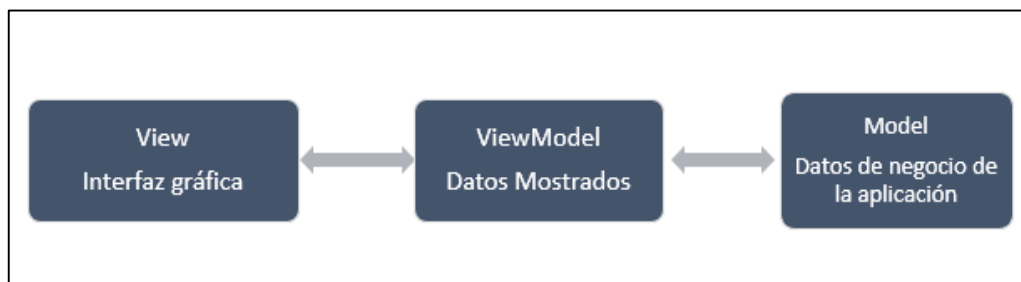 View
Interfaz gráfica
ViewModel
Datos Mostrados
Model
Datos de negocio de
la aplicación